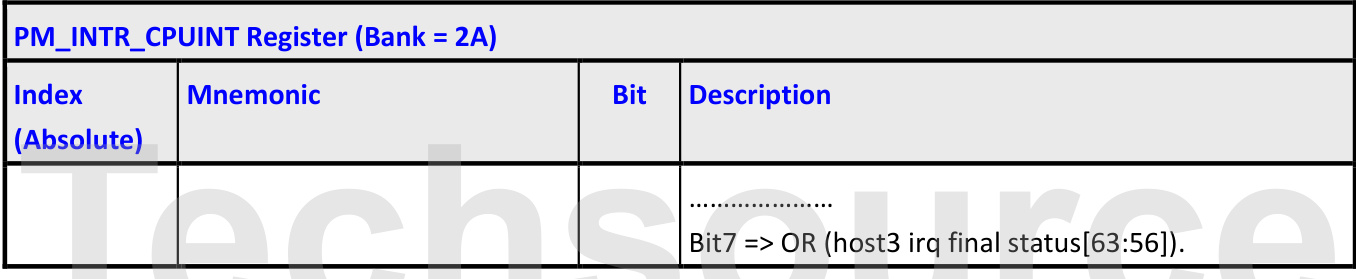 PM_INTR_CPUINT Register (Bank = 2A)
Index (Absolute) Mnemonic Bit Description
.....................
Bit7 => OR (host3 irq final status[63:56]).
Techsource